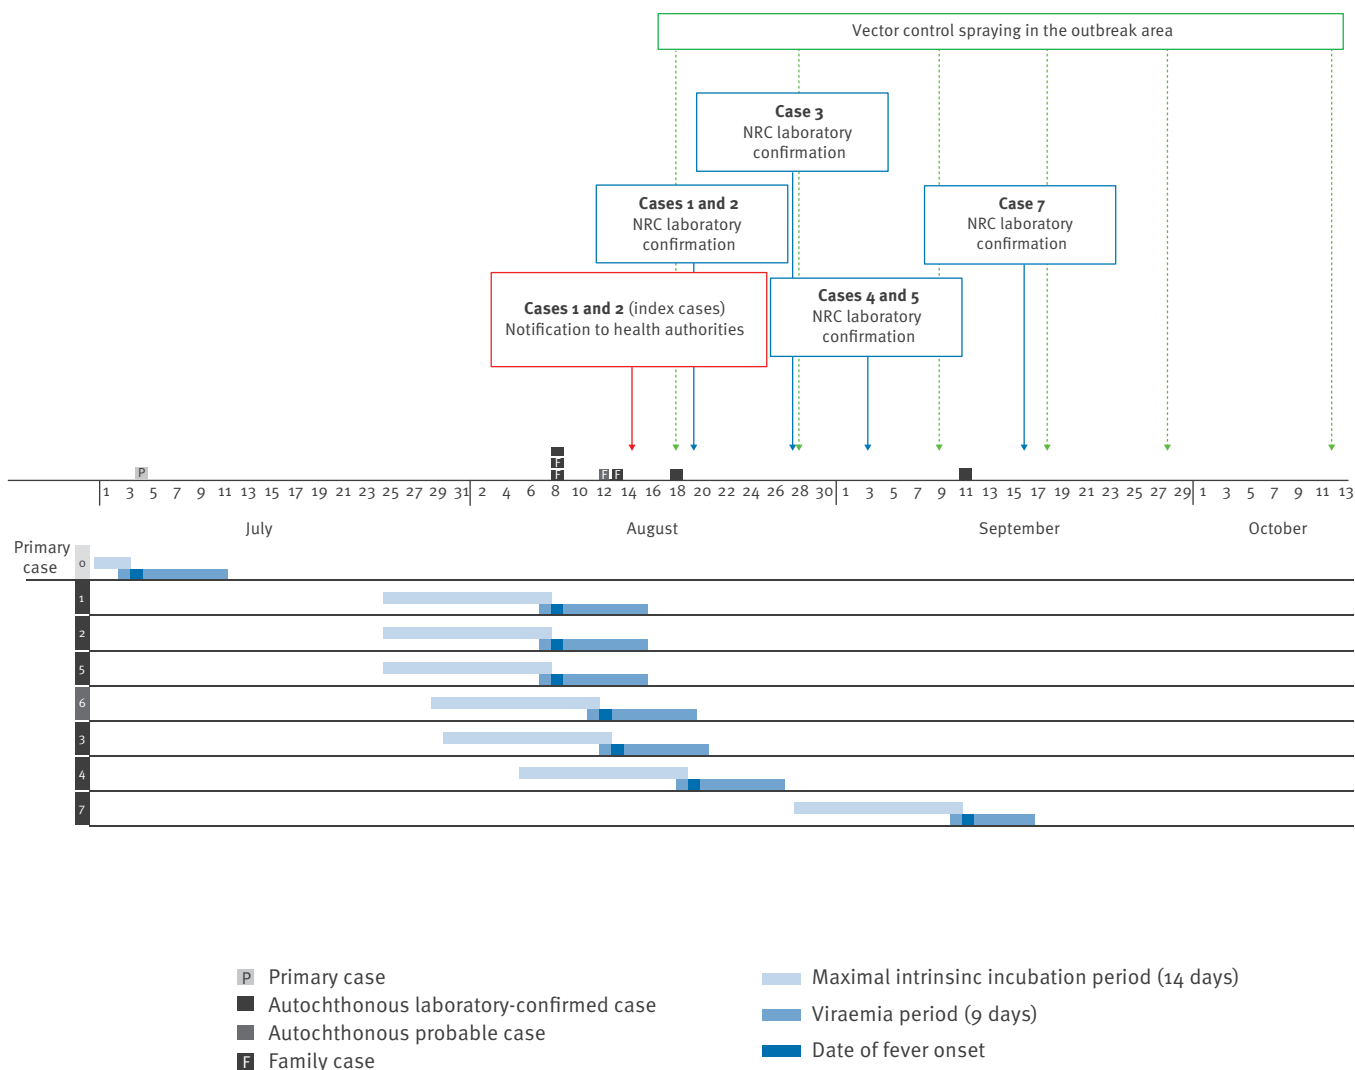 Vector control spraying in the outbreak area
Case 3
NRC laboratory
confirmation
Cases 1 and 2
NRC laboratory
confirmation
Case 7
NRC laboratory
confirmation
Cases 1 and 2 (index cases)
Notification to health authorities
Cases 4 and 5
NRC laboratory
confirmation
F
P F F F
1 3 5 7 9 11 13 15 17 19 21 23 25 27 29 31 2 4 6 8 10 12 14 16 18 20 22 24 26 28 30 1 3 5 7 9 11 13 15 17 19 21 23 25 27 29 1 3 5 7 9 11 13
July August September October
Primary
case
0
1
2
5
6
3
4
7
P Primary case
Autochthonous laboratory-confirmed case
Autochthonous probable case
F Family case
Maximal intrinsinc incubation period (14 days)
Viraemia period (9 days)
Date of fever onset